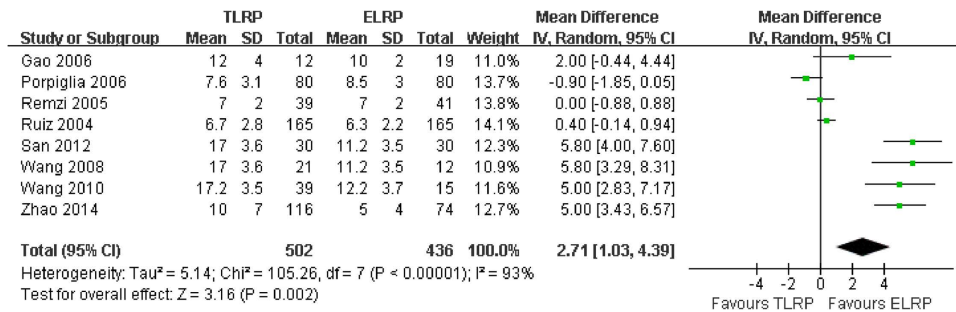 TLRP ELRP Mean Difference Mean Difference
Study or Subgroup Mean SD Total Mean SD Total Weight IV, Random, 95% CI IV, Random, 95% CI
Gao 2006 12 4 12 10 2 19 11.0% 2.00 [-0.44, 4.44]
Porpiglia 2006 7.6 3.1 80 8.5 3 80 13.7% -0.90 [-1.85, 0.05]
Remzi 2005 7 2 39 7 2 41 13.8% 0.00 [-0.88, 0.88]
Ruiz 2004 6.7 2.8 165 6.3 2.2 165 14.1% 0.40 [-0.14, 0.94]
San 2012 17 3.6 30 11.2 3.5 30 12.3% 5.80 [4.00, 7.60]
Wang 2008 17 3.6 21 11.2 3.5 12 10.9% 5.80 [3.29, 8.31]
Wang 2010 17.2 3.5 39 12.2 3.7 15 11.6% 5.00 [2.83, 7.17]
Zhao 2014 10 7 116 5 4 74 12.7% 5.00 [3.43, 6.57]
Total (95% CI) 502 436 100.0% 2.71 [1.03, 4.39]
Heterogeneity: Tau² = 5.14; Chi² = 105.26, df = 7 (P < 0.00001); I² = 93%
Test for overall effect: Z = 3.16 (P = 0.002)
-4 -2 0 2 4
Favours TLRP Favours ELRP